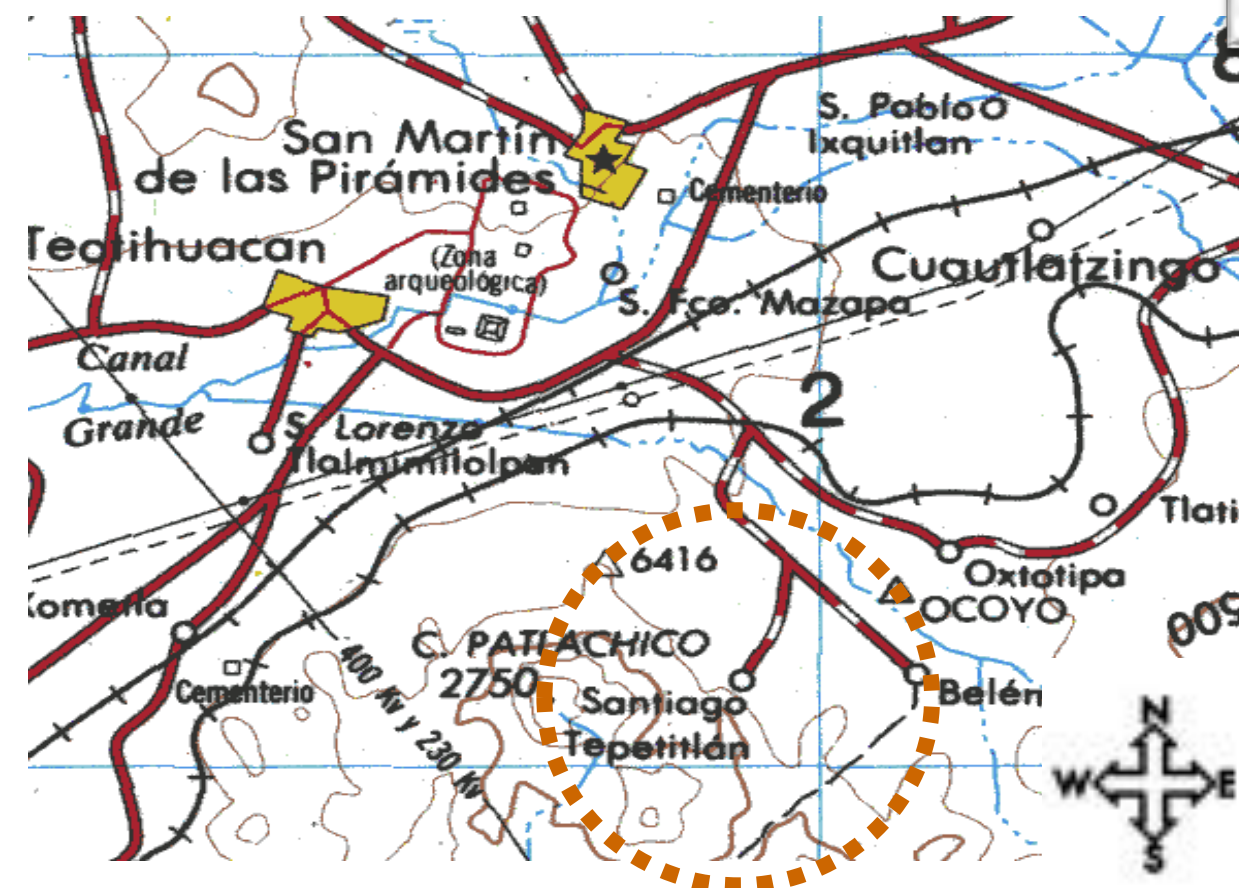 S. Pablo
Ixquitlan
San Martín
de las Pirámides
Cementerio
Teotihuacan
(Zona
arqueológica)
Cuautlatzingo
S. Fco. Mazapa
Canal
Grande
2
S. Lorenzo
Tlalmimilolpan
Tlati
6416
Oxtotipa
OCOYO
500
Xometla
C. PATLACHICO
2750
400 Kv y 230 Kv
Cementerio
Santiago
Tepetitlán
Belén
N
W E
S